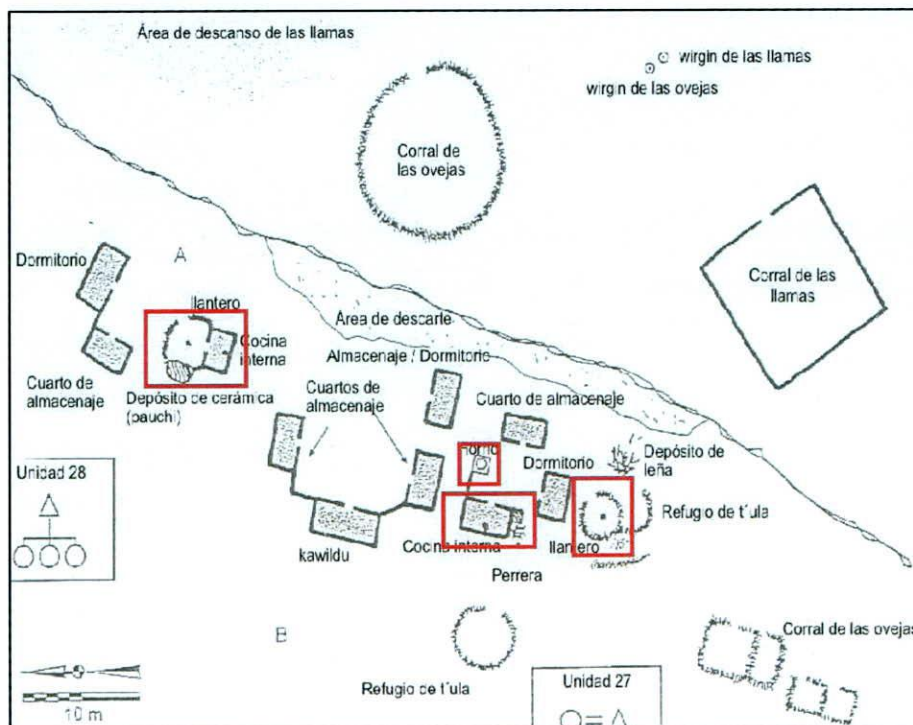 Área de descanso de las llamas
wirgin de las llamas
wirgin de las ovejas
Corral de
las ovejas
Dormitorio
A
llantero
Cocina
interna
Corral de las
llamas
Área de descarte
Almacenaje / Dormitorio
Cuarto de
almacenaje
Depósito de cerámica
(pauchi)
Cuartos de
almacenaje
Cuarto de almacenaje
Horno
Dormitorio
Depósito de
leña
Unidad 28
Refugio de t'ula
kawildu
Cocina interna
llantero
Perrera
B
Corral de las ovejas
Refugio de t'ula
Unidad 27
10 m